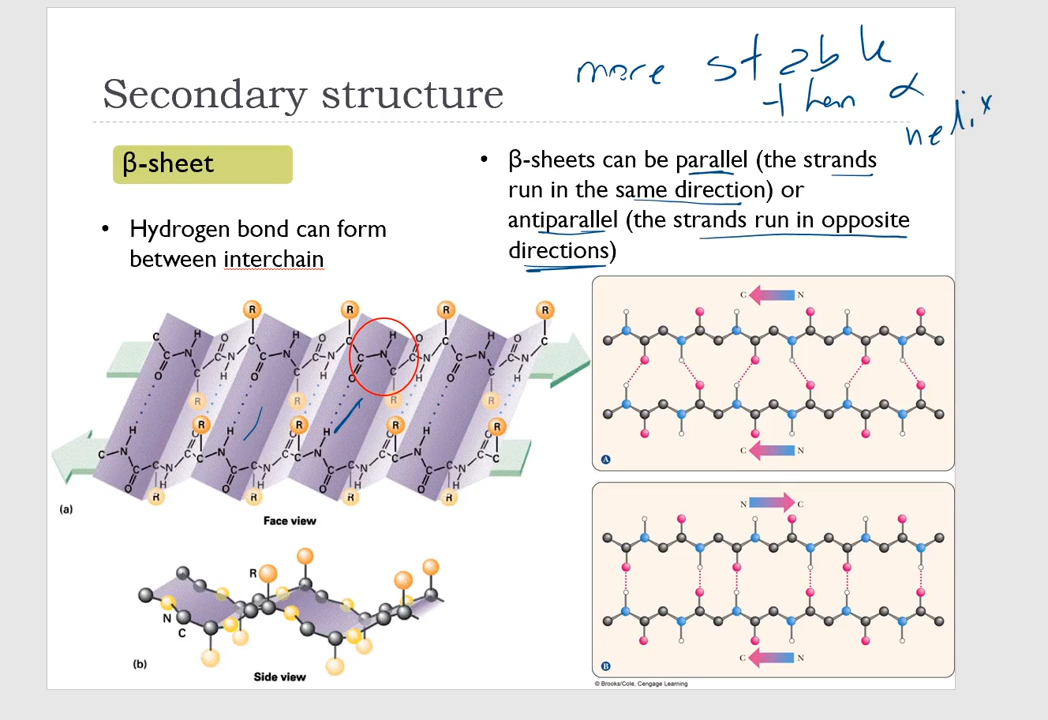 more stable
than α
helix
Secondary structure
β-sheet
• Hydrogen bond can form
between interchain
• β-sheets can be parallel (the strands
run in the same direction) or
antiparallel (the strands run in opposite
directions)
R R R R
C H O C H O C H O C H O C
C N C N C N C N C N C N C N C N
O C H O C H O C H O C H
R R R R
R R R R
H O H O H O H O
C N C C N C C N C C N C C
C N C N C N C N
O H O H O H O H
R R R R
(a)
Face view
R
N
C
(b)
Side view
C N
C N
A
N C
C N
B
© Brooks/Cole, Cengage Learning